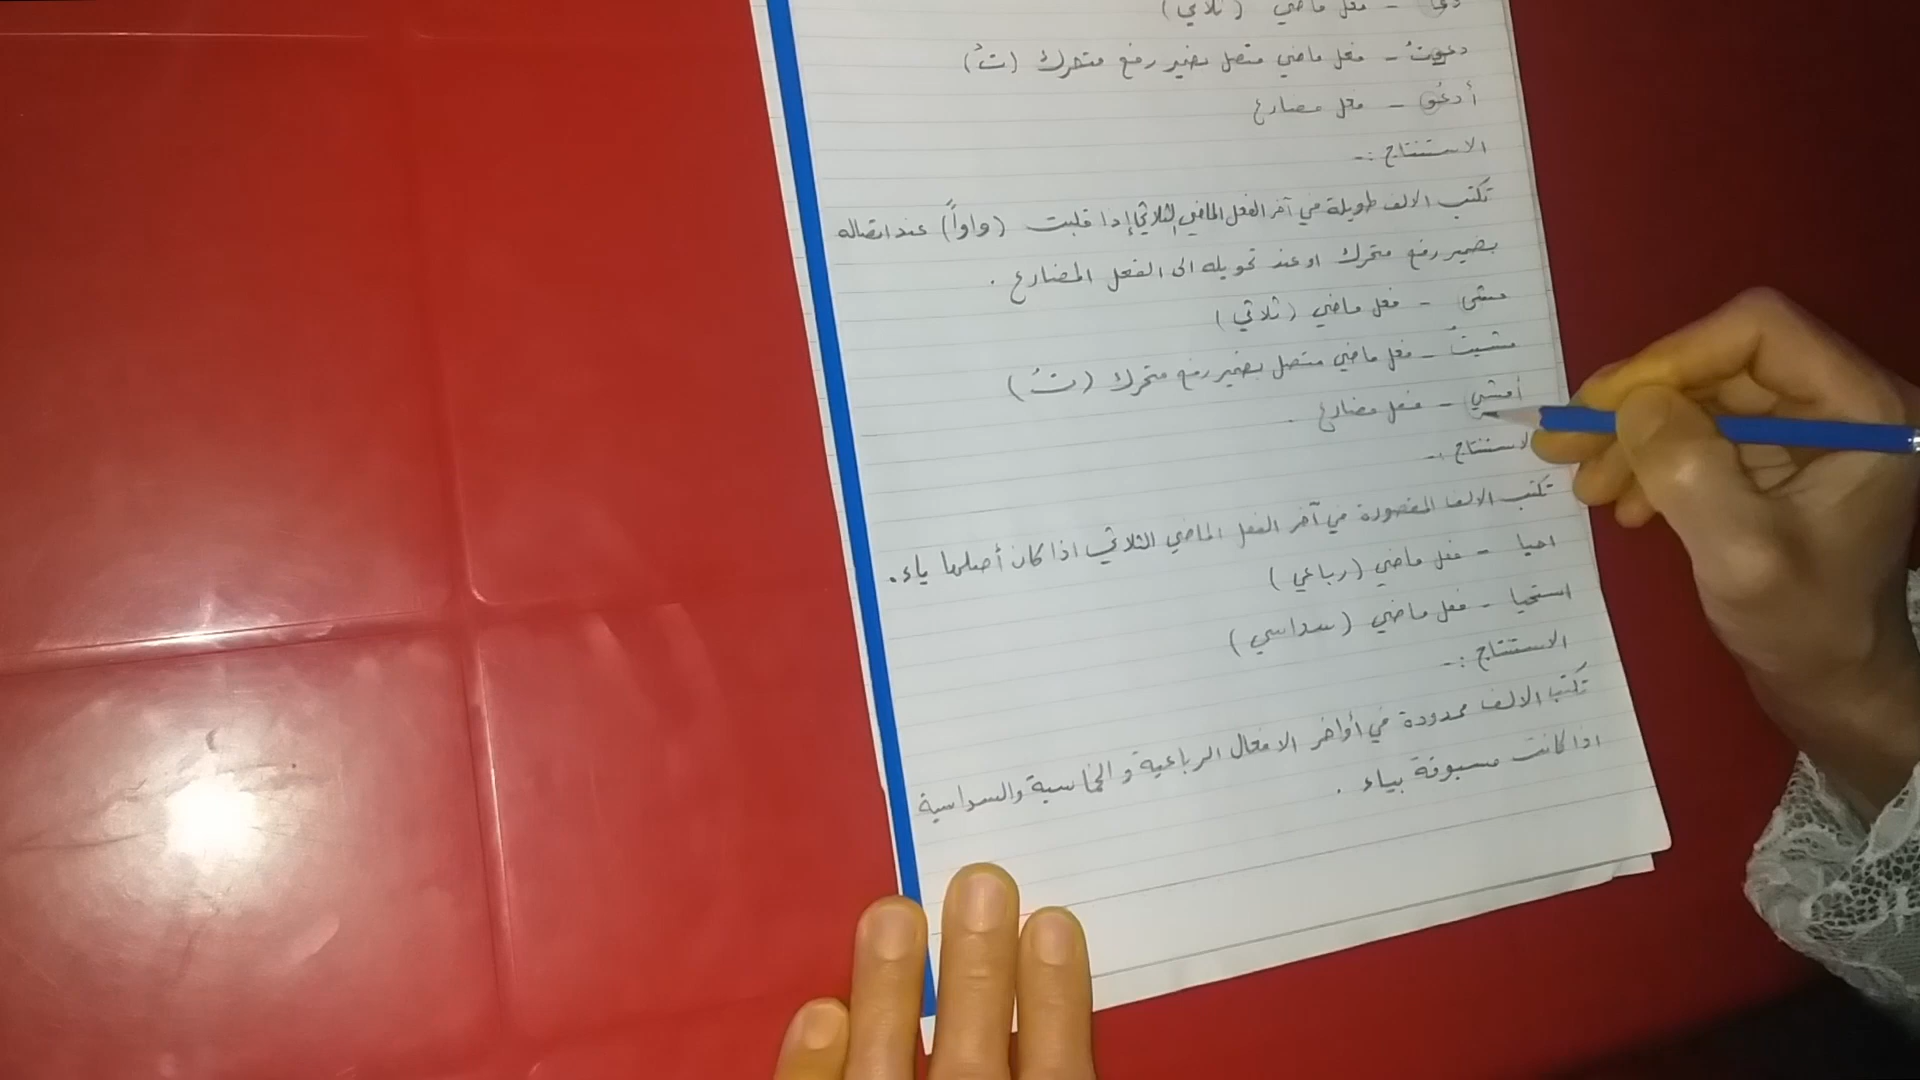 دعا - فعل ماضي (ثلاثي)
دعوتُ - فعل ماضي متصل بضمير رفع متحرك (تُ)
أدعُو - فعل مضارع
الاستنتاج :-
تكتب الالف طويلة في آخر الفعل الماضي الثلاثي إذا قلبت (واواً) عند اتصاله
بضمير رفع متحرك او عند تحويله الى الفعل المضارع .
مشى - فعل ماضي (ثلاثي)
مشيتُ - فعل ماضي متصل بضمير رفع متحرك (تُ)
أمشي - فعل مضارع .
الاستنتاج :-
تكتب الالف المقصورة في آخر الفعل الماضي الثلاثي اذا كان أصلها ياء .
احيا - فعل ماضي (رباعي)
استحيا - فعل ماضي (سداسي)
الاستنتاج :-
تكتب الالف ممدودة في أواخر الافعال الرباعية و الخماسية والسداسية
اذا كانت مسبوقة بياء .